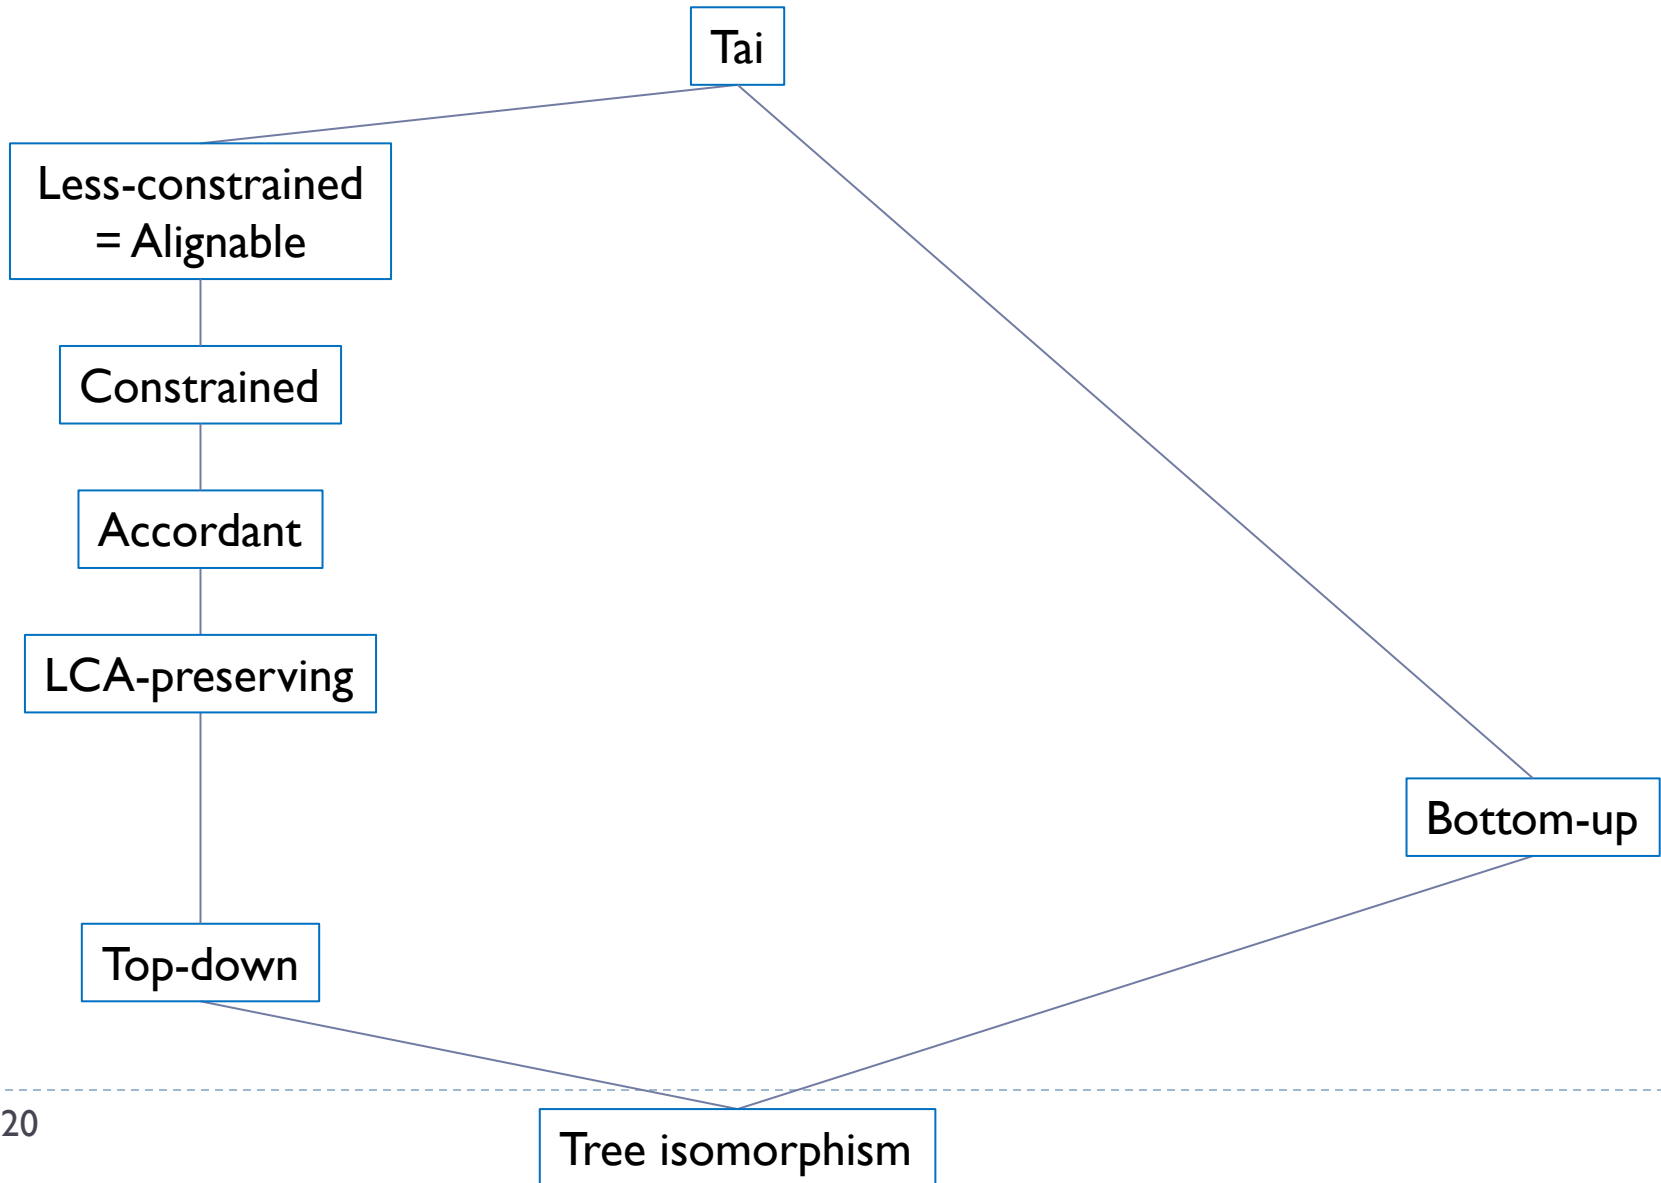 Tai
Less-constrained
= Alignable
Constrained
Accordant
LCA-preserving
Bottom-up
Top-down
20
Tree isomorphism